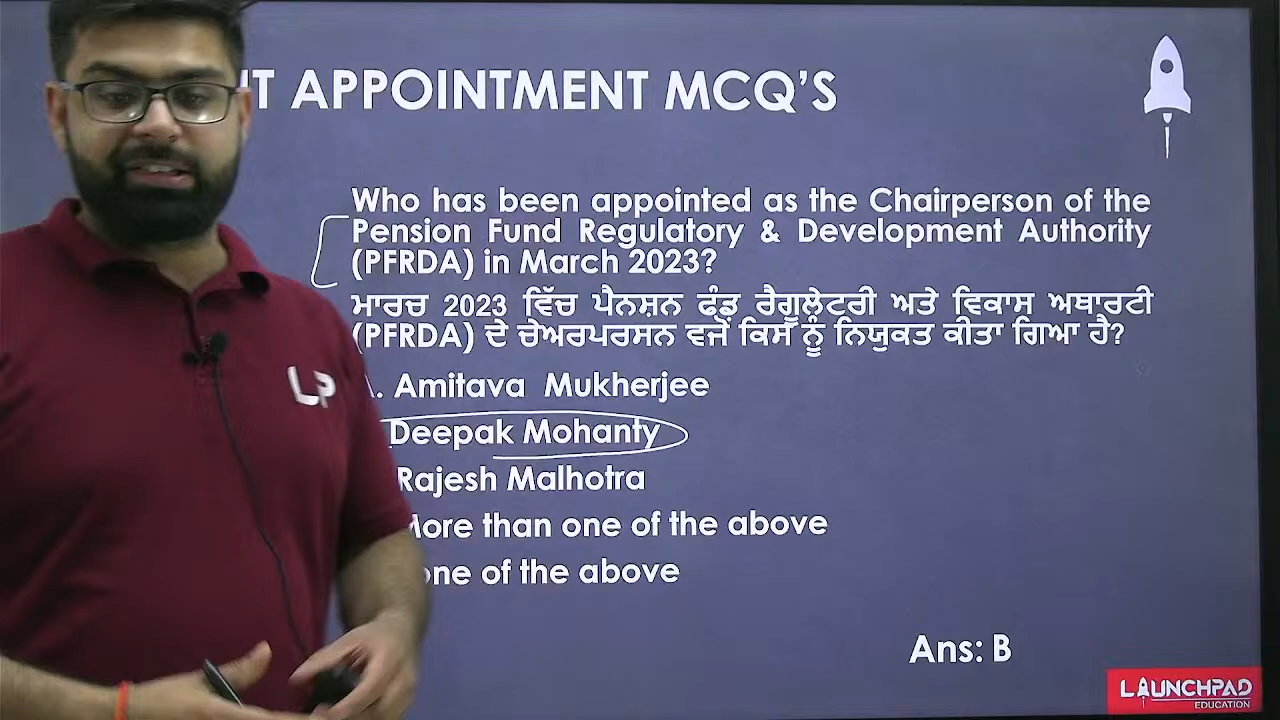 APPOINTMENT MCQ'S
Who has been appointed as the Chairperson of the
Pension Fund Regulatory & Development Authority
(PFRDA) in March 2023?
ਮਾਰਚ 2023 ਵਿੱਚ ਪੈਨਸ਼ਨ ਫੰਡ ਰੈਗੂਲੇਟਰੀ ਅਤੇ ਵਿਕਾਸ ਅਥਾਰਟੀ
(PFRDA) ਦੇ ਚੇਅਰਪਰਸਨ ਵਜੋਂ ਕਿਸ ਨੂੰ ਨਿਯੁਕਤ ਕੀਤਾ ਗਿਆ ਹੈ?
Amitava Mukherjee
Deepak Mohanty
Rajesh Malhotra
More than one of the above
of the above
Ans: B
LP
LAUNCHPAD
EDUCATION